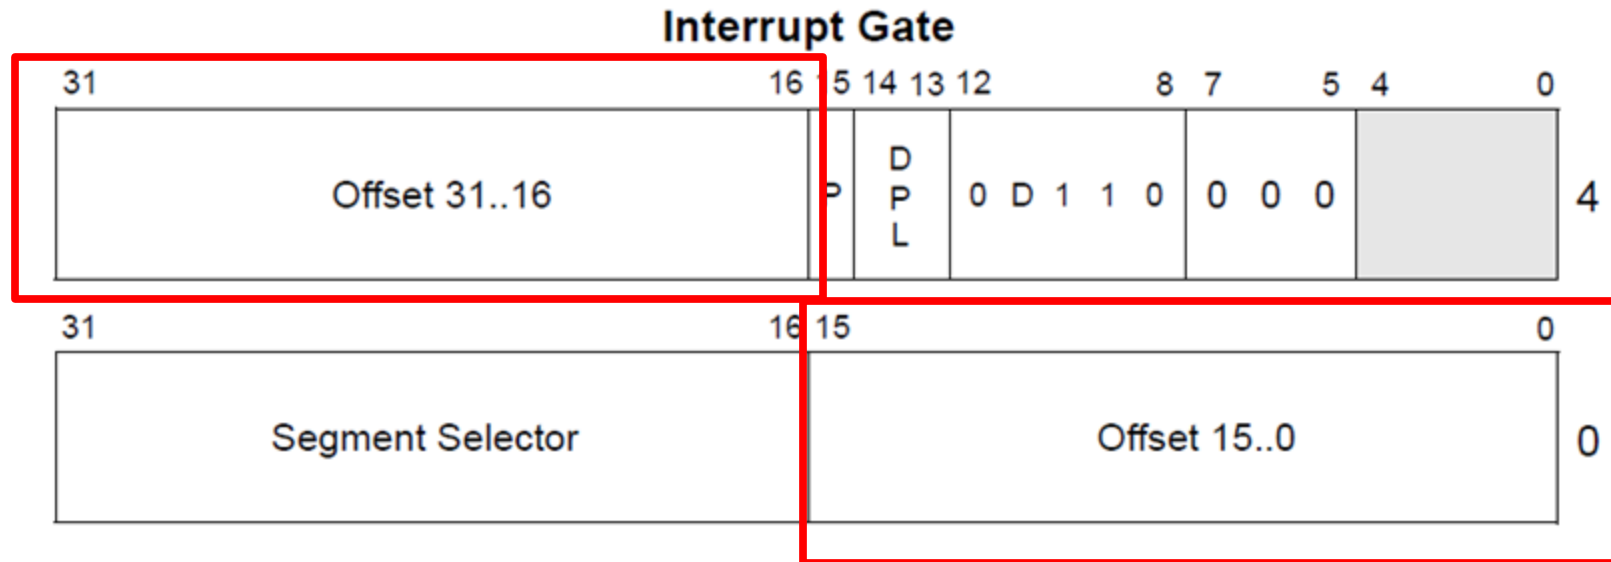 Interrupt Gate
31 16 15 14 13 12 8 7 5 4 0
Offset 31..16 P D P L 0 D 1 1 0 0 0 0 4
31 16 15 0
Segment Selector Offset 15..0 0